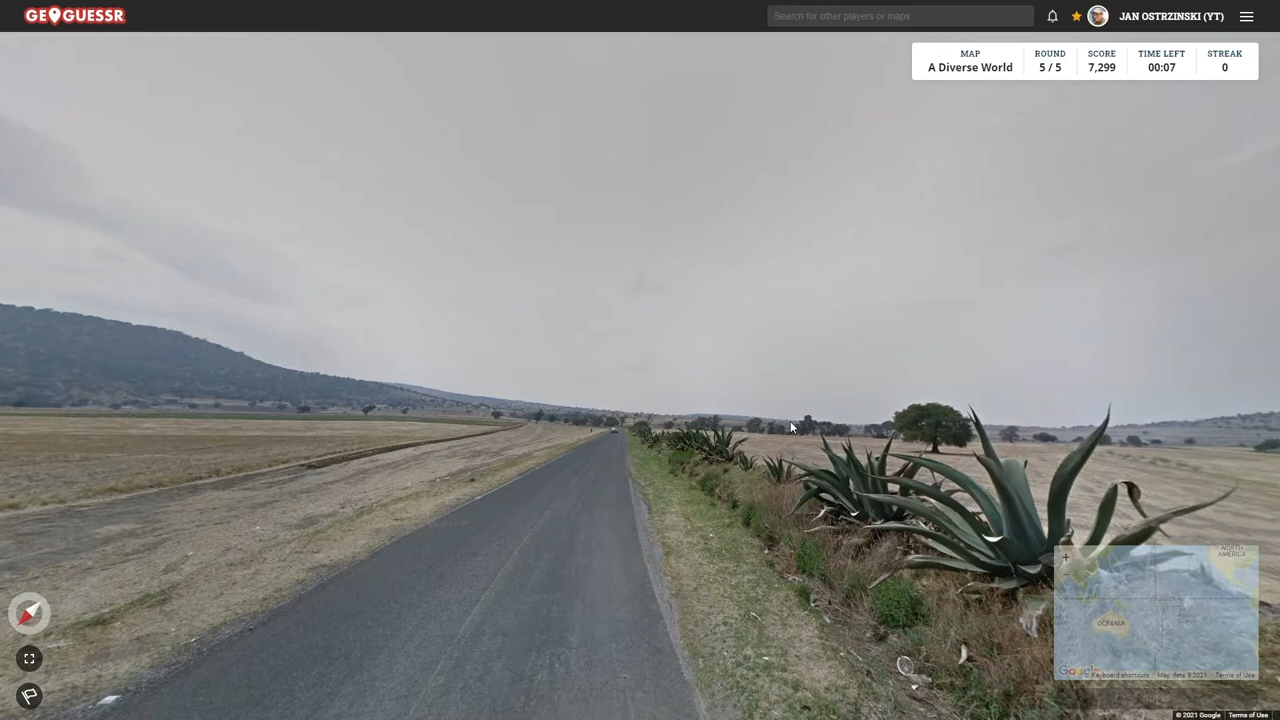 GEOGUESSR
Search for other players or maps
JAN OSTRZINSKI (YT)
MAP
ROUND
SCORE
TIME LEFT
STREAK
A Diverse World
5 / 5
7,299
00:07
0
NORTH
AMERICA
OCEANIA
Google
Keyboard shortcuts
Map data ©2021
Terms of Use
© 2021 Google
Terms of Use